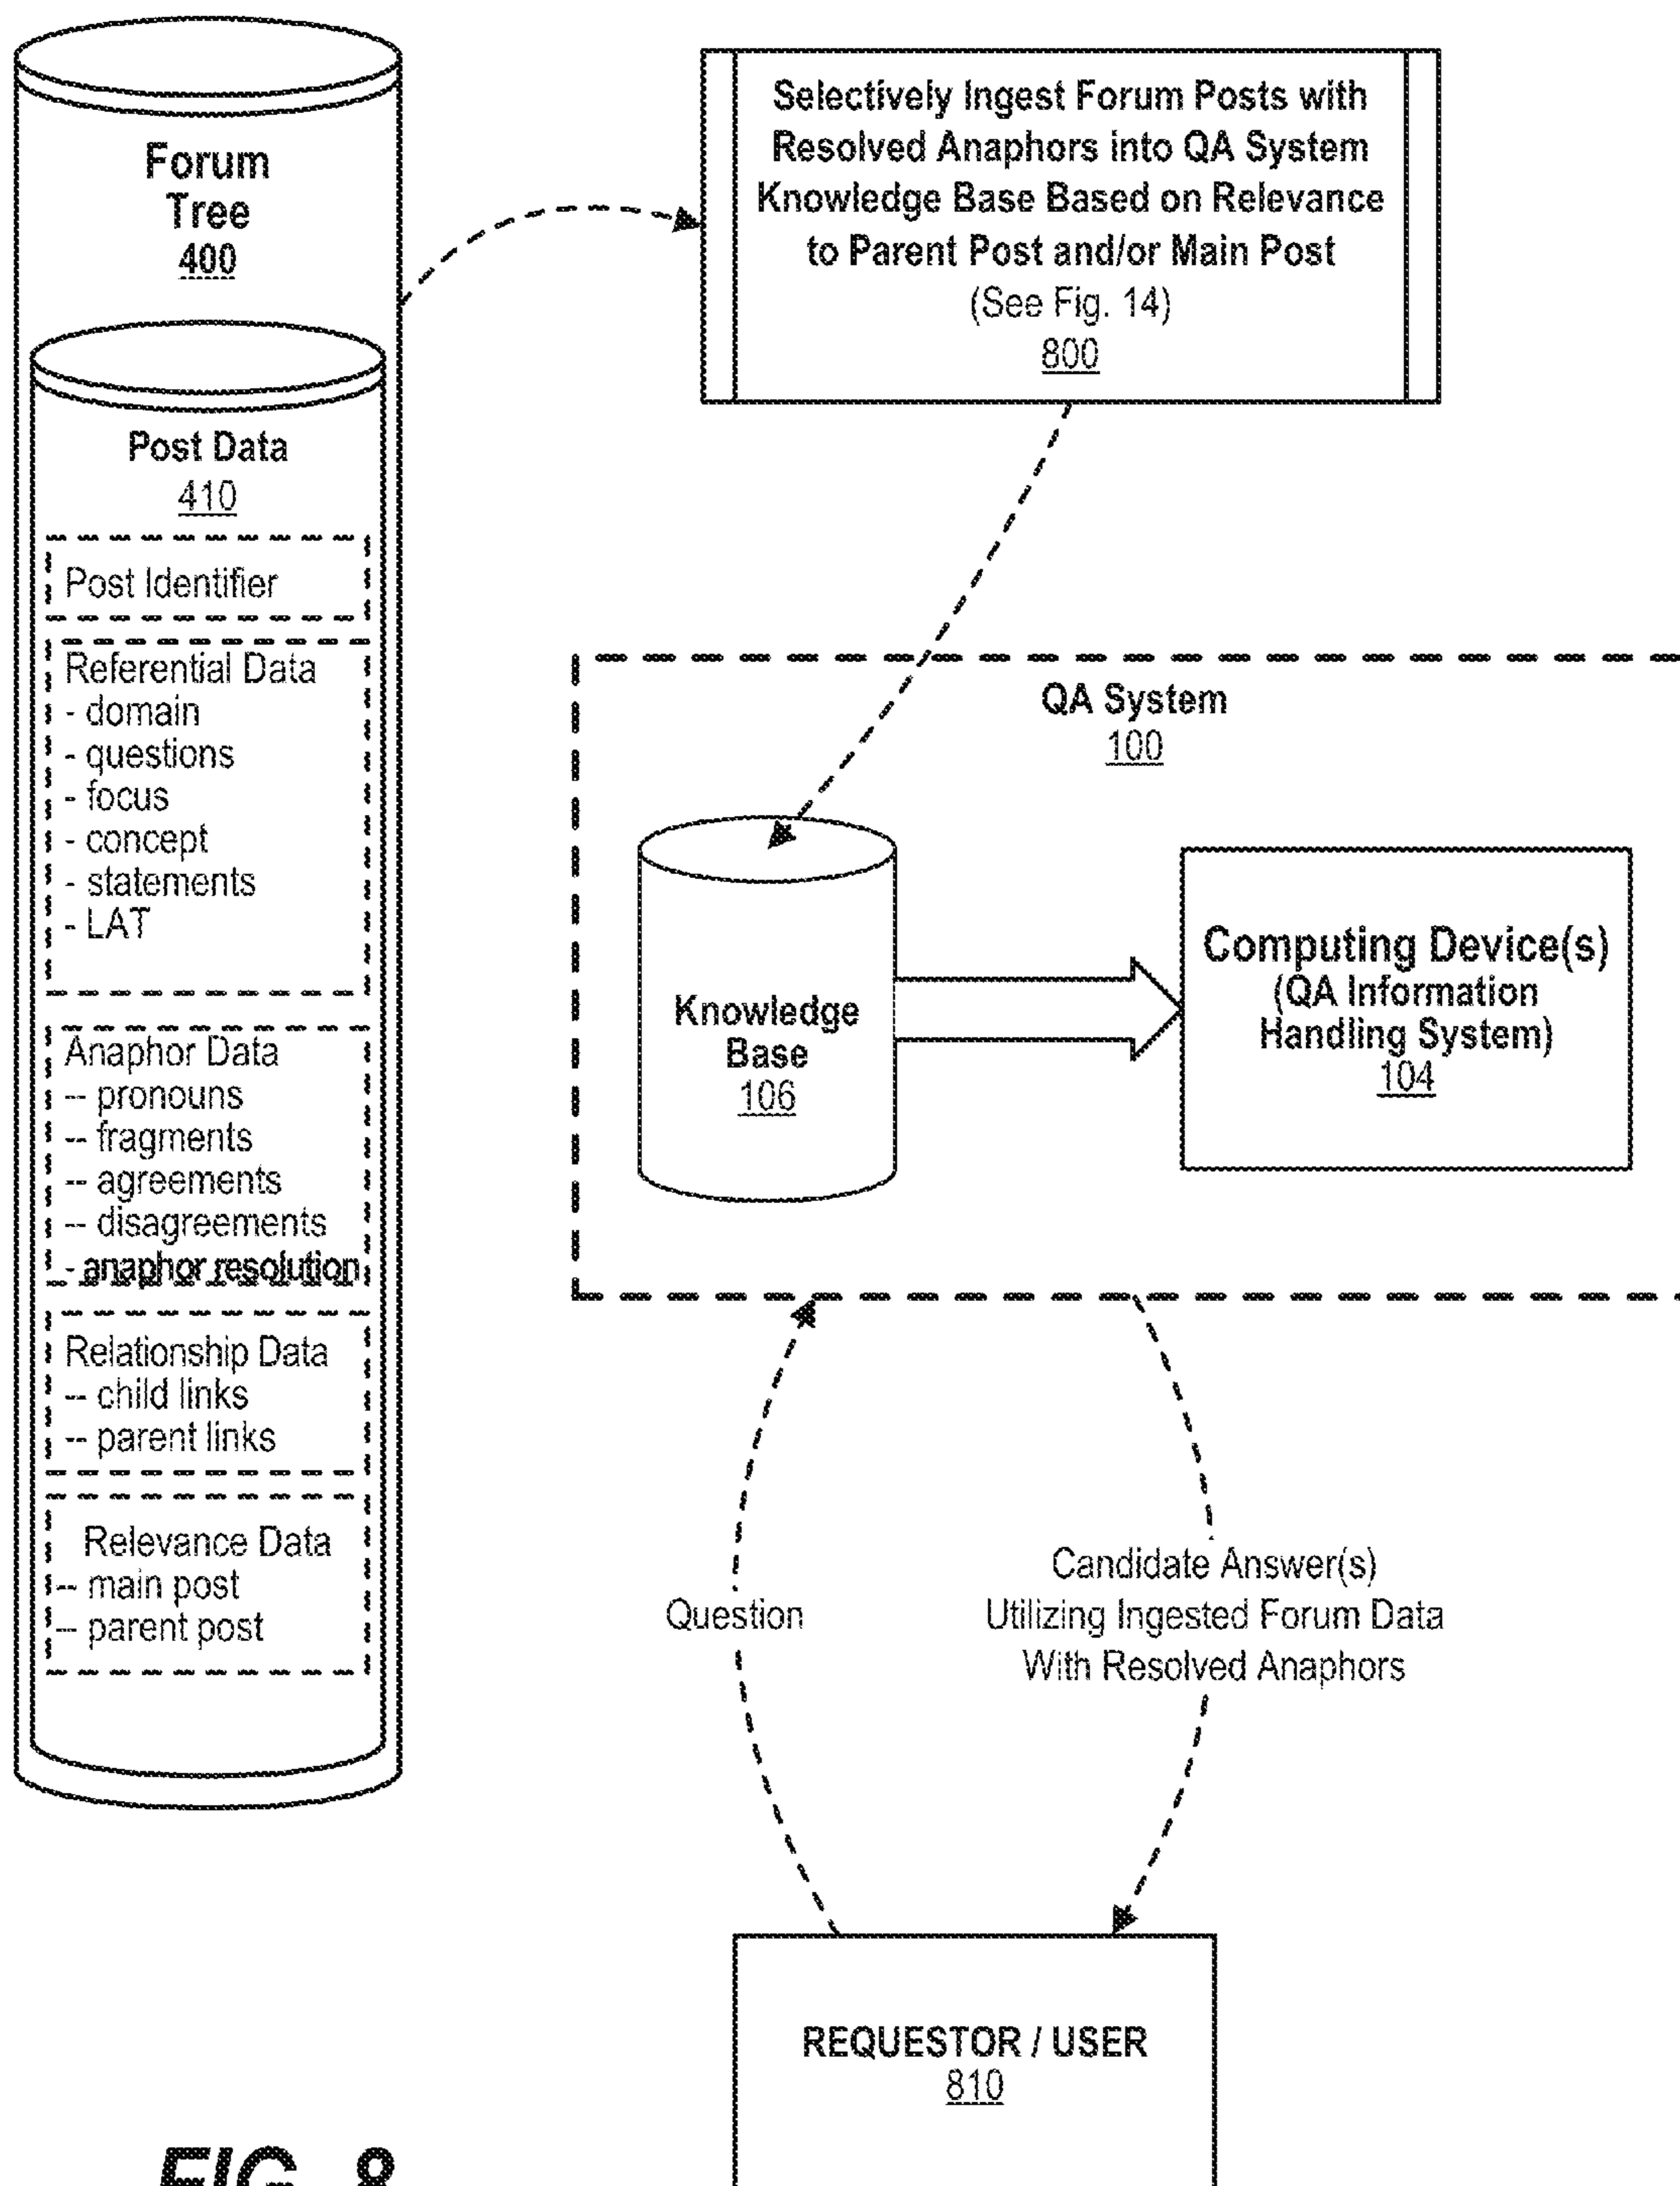 Forum
Tree
400
Post Data
410
Post Identifier
Referential Data
- domain
- questions
- focus
- concept
- statements
- LAT
Anaphor Data
-- pronouns
-- fragments
-- agreements
-- disagreements
- anaphor resolution
Relationship Data
-- child links
-- parent links
Relevance Data
-- main post
-- parent post
Selectively Ingest Forum Posts with
Resolved Anaphors into QA System
Knowledge Base Based on Relevance
to Parent Post and/or Main Post
(See Fig. 14)
800
QA System
100
Knowledge
Base
106
Computing Device(s)
(QA Information
Handling System)
104
Question
Candidate Answer(s)
Utilizing Ingested Forum Data
With Resolved Anaphors
REQUESTOR / USER
810
FIG. 8